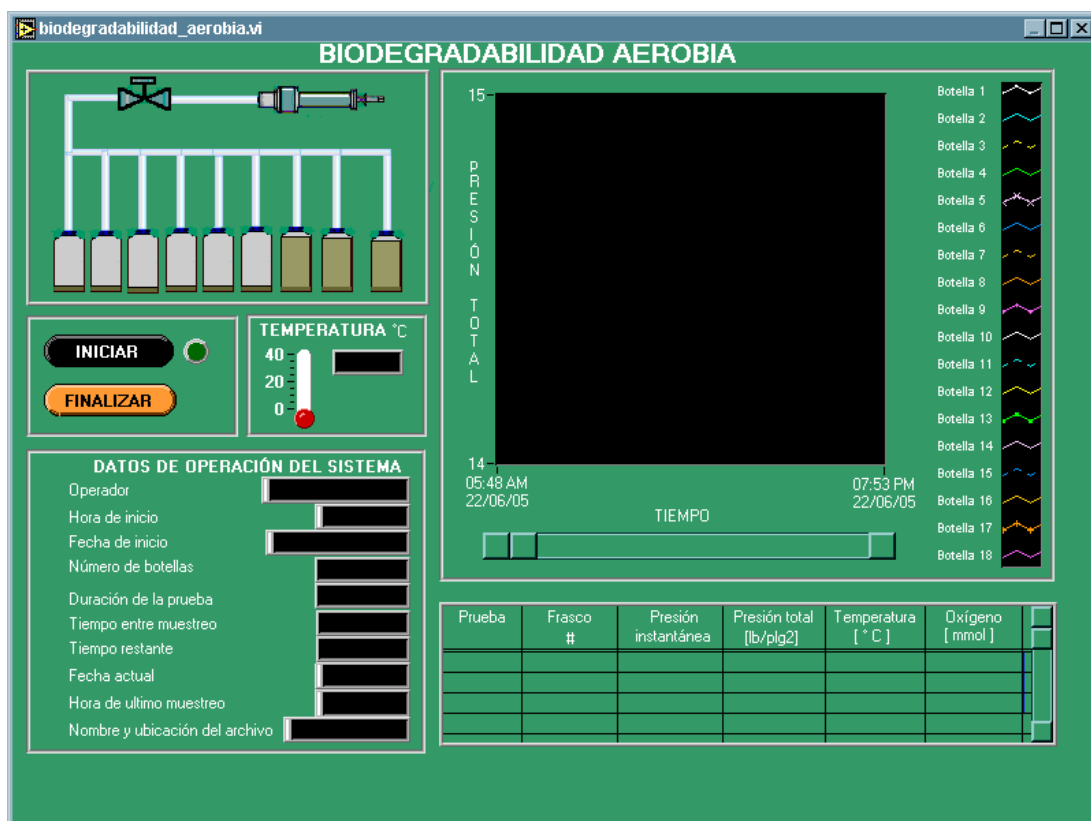 biodegradabilidad_aerobia.vi
BIODEGRADABILIDAD AEROBIA
INICIAR
FINALIZAR
TEMPERATURA °C
40
20
0
DATOS DE OPERACIÓN DEL SISTEMA
Operador
Hora de inicio
Fecha de inicio
Número de botellas
Duración de la prueba
Tiempo entre muestreo
Tiempo restante
Fecha actual
Hora de ultimo muestreo
Nombre y ubicación del archivo
15
PRESIÓN TOTAL
14
05:48 AM
22/06/05
07:53 PM
22/06/05
TIEMPO
Botella 1
Botella 2
Botella 3
Botella 4
Botella 5
Botella 6
Botella 7
Botella 8
Botella 9
Botella 10
Botella 11
Botella 12
Botella 13
Botella 14
Botella 15
Botella 16
Botella 17
Botella 18
Prueba
Frasco
#
Presión
instantánea
Presión total
[lb/plg2]
Temperatura
[ ° C ]
Oxígeno
[ mmol ]